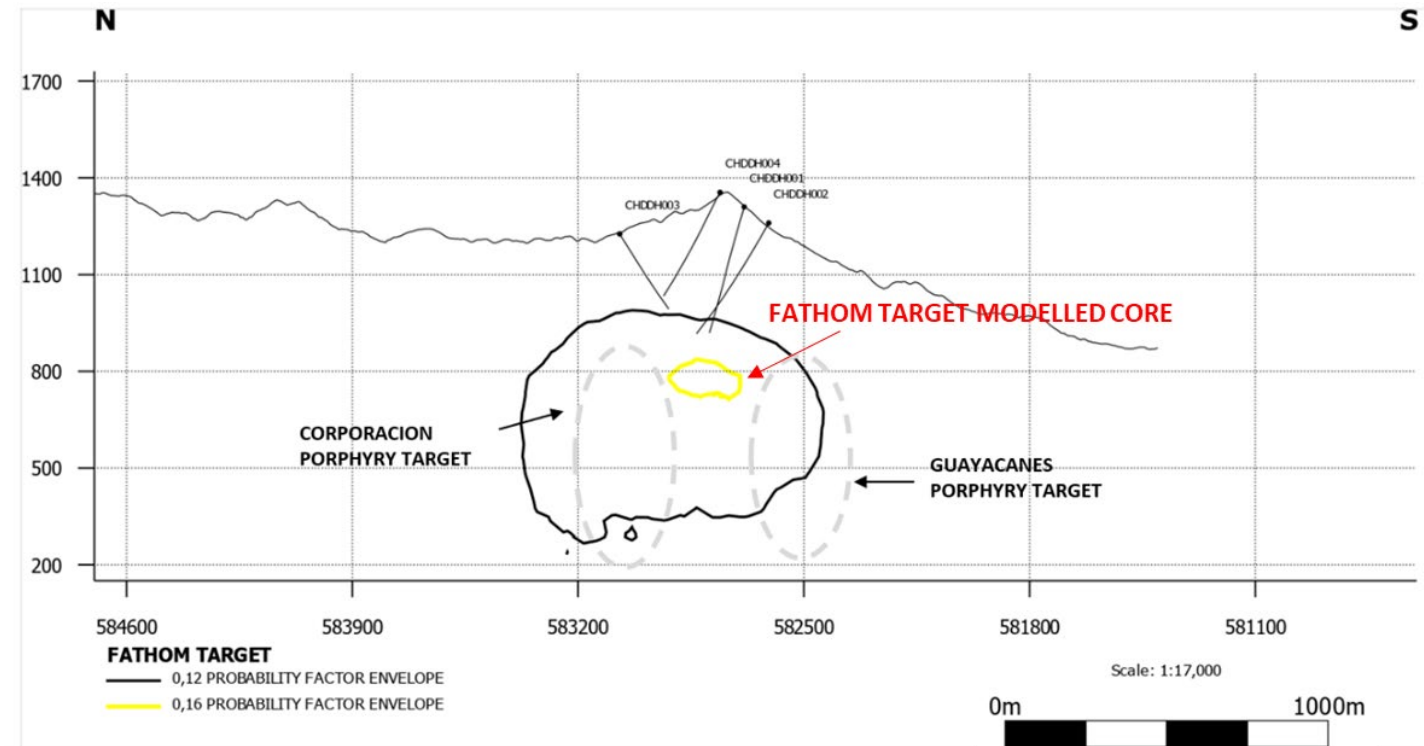 N
S
1700
1400
1100
800
500
200
CHDDH004
CHDDH001
CHDDH002
CHDDH003
FATHOM TARGET MODELLED CORE
CORPORACION
PORPHYRY TARGET
GUAYACANES
PORPHYRY TARGET
584600
583900
583200
582500
581800
581100
FATHOM TARGET
0,12 PROBABILITY FACTOR ENVELOPE
0,16 PROBABILITY FACTOR ENVELOPE
Scale: 1:17,000
0m
1000m